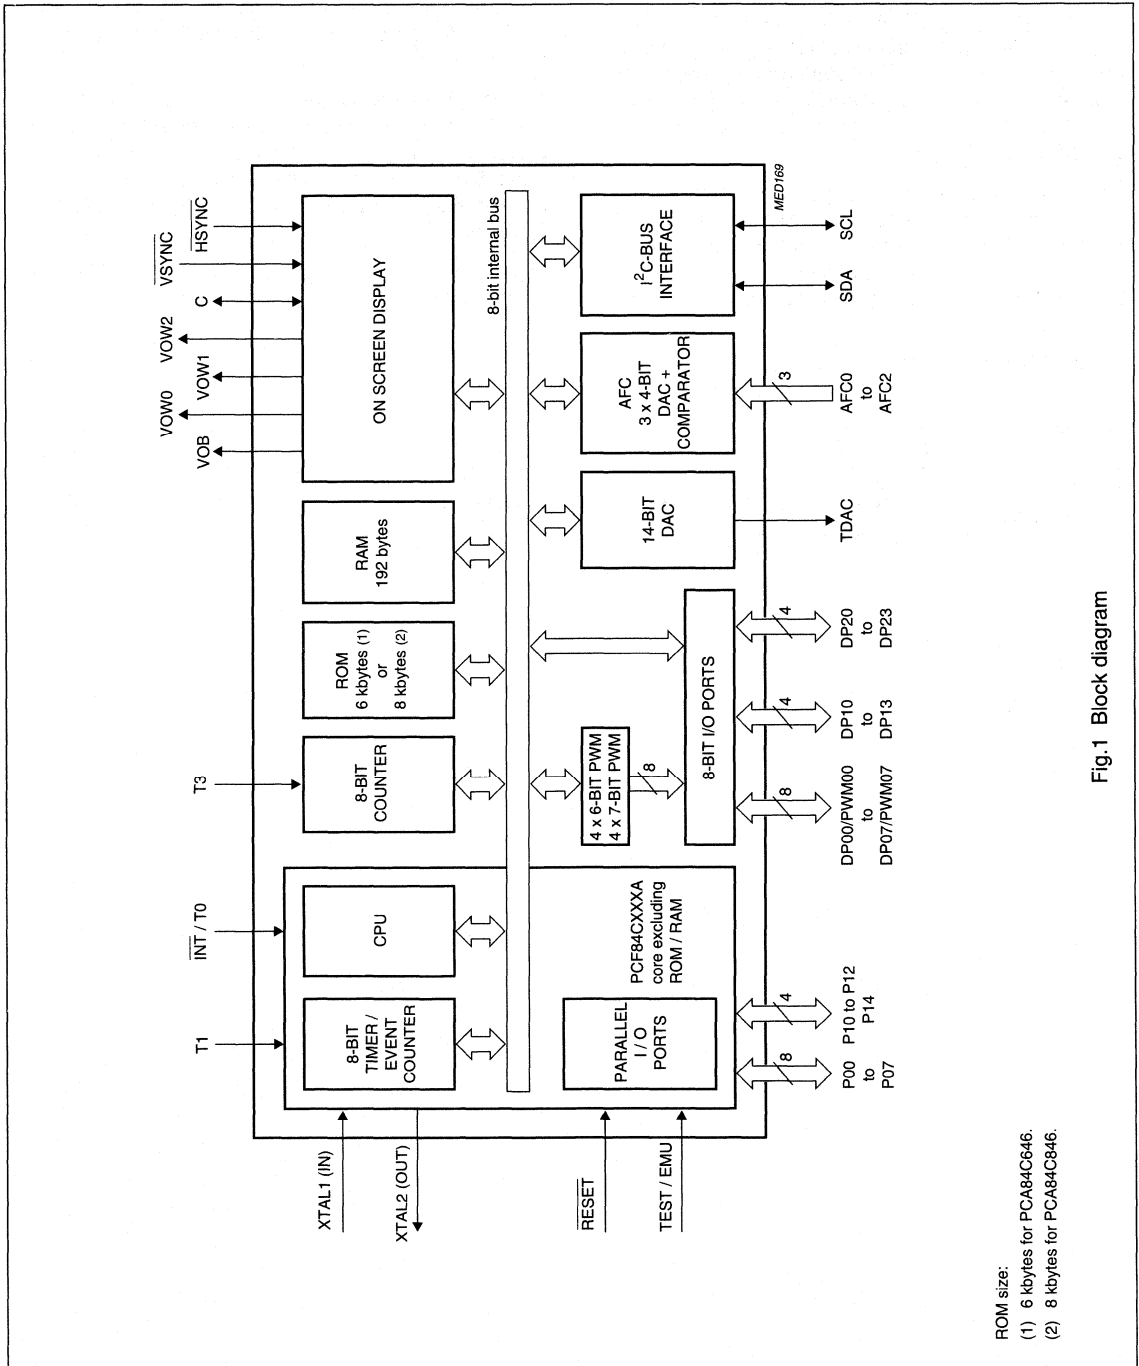 T1
INT / T0
T3
VOB
VOW0
VOW1
VOW2
C
VSYNC
HSYNC
XTAL1 (IN)
XTAL2 (OUT)
RESET
TEST / EMU
8-BIT
TIMER /
EVENT
COUNTER
CPU
8-BIT
COUNTER
ROM
6 kbytes (1)
or
8 kbytes (2)
RAM
192 bytes
ON SCREEN DISPLAY
8-bit internal bus
PARALLEL
I / O
PORTS
PCF84CXXXA
core excluding
ROM / RAM
4 x 6-BIT PWM
4 x 7-BIT PWM
8
8-BIT I/O PORTS
14-BIT
DAC
AFC
3 x 4-BIT
DAC +
COMPARATOR
I2C-BUS
INTERFACE
8
4
8
4
4
3
P00
to
P07
P10 to P12
P14
DP00/PWM00
to
DP07/PWM07
DP10
to
DP13
DP20
to
DP23
TDAC
AFC0
to
AFC2
SDA
SCL
MED169
ROM size:
(1) 6 kbytes for PCA84C646.
(2) 8 kbytes for PCA84C846.
Fig.1 Block diagram